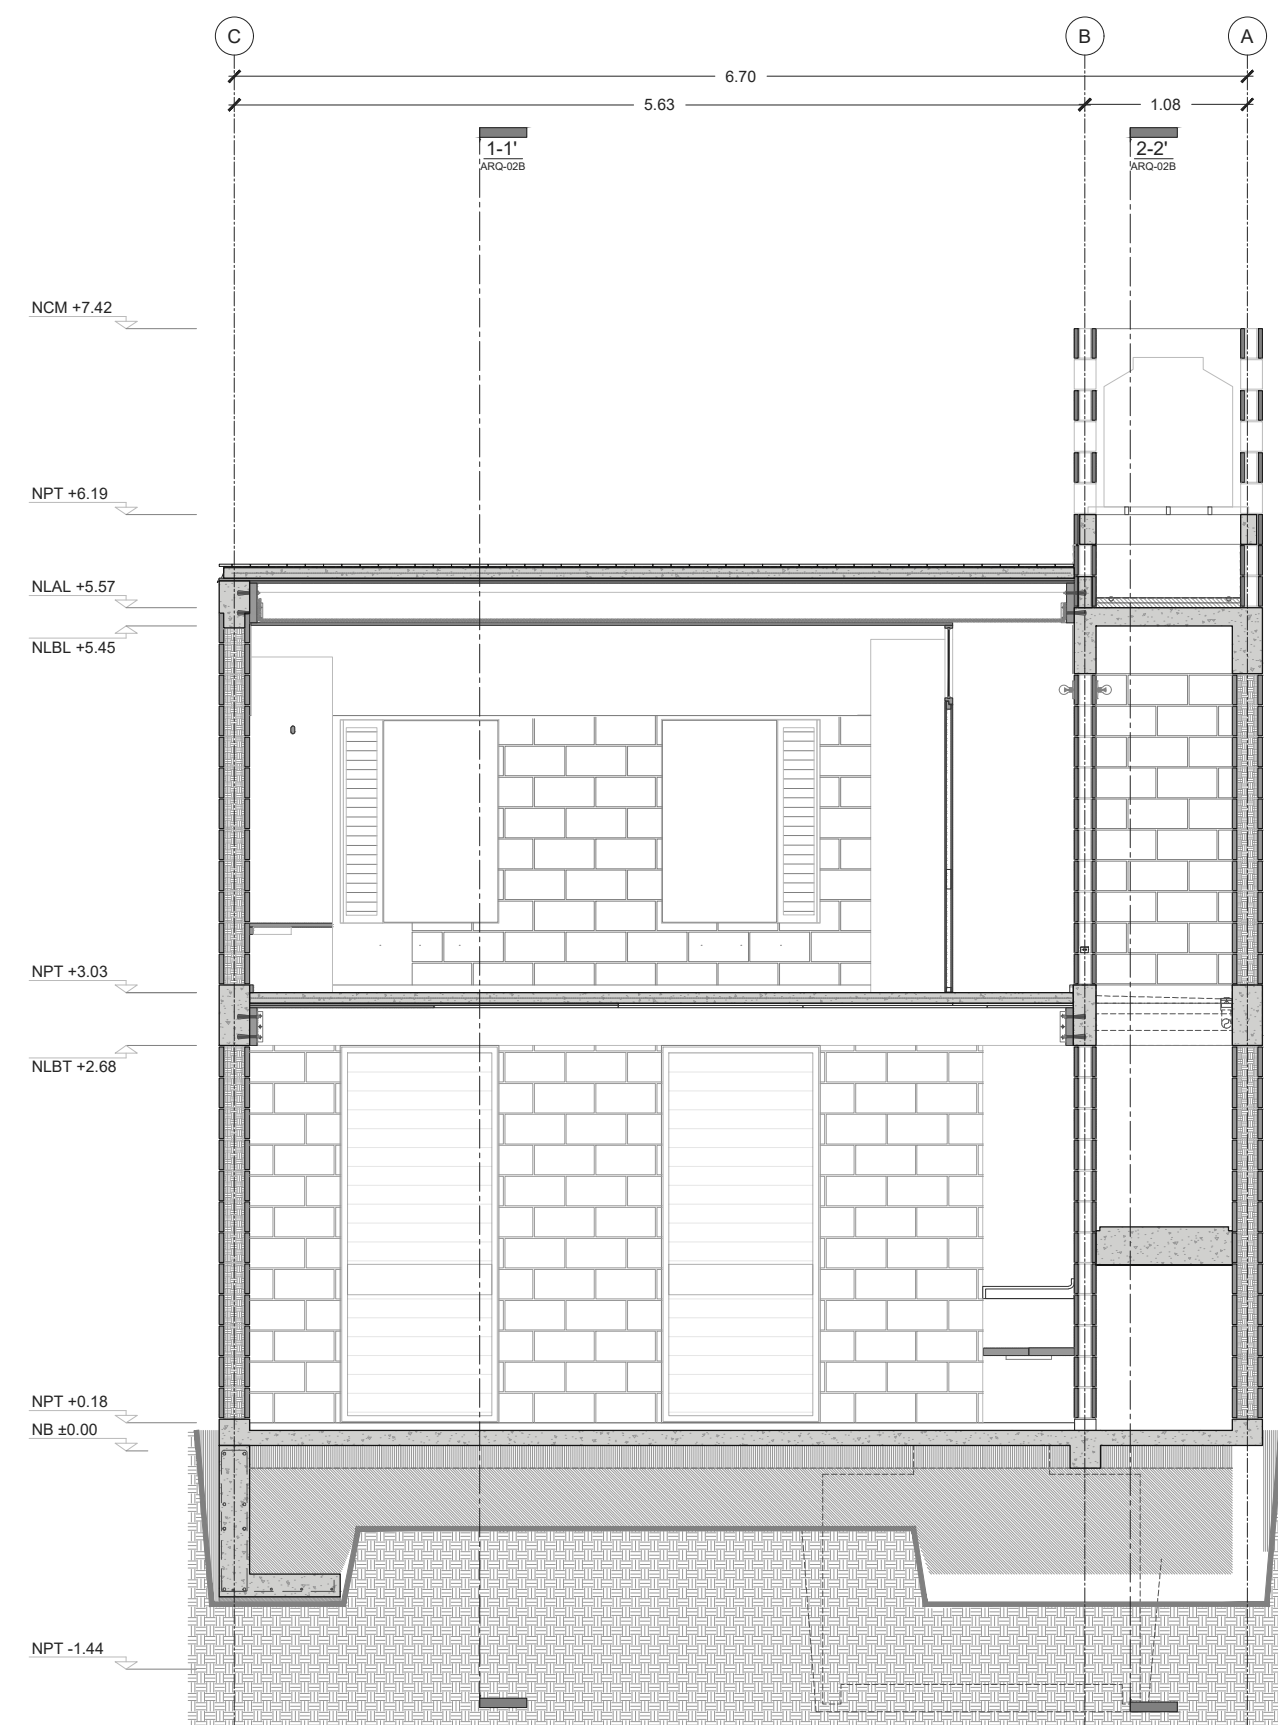 C
B
A
6.70
5.63
1.08
1-1'
ARQ-02B
2-2'
ARQ-02B
NCM +7.42
NPT +6.19
NLAL +5.57
NLBL +5.45
NPT +3.03
NLBT +2.68
NPT +0.18
NB ±0.00
NPT -1.44